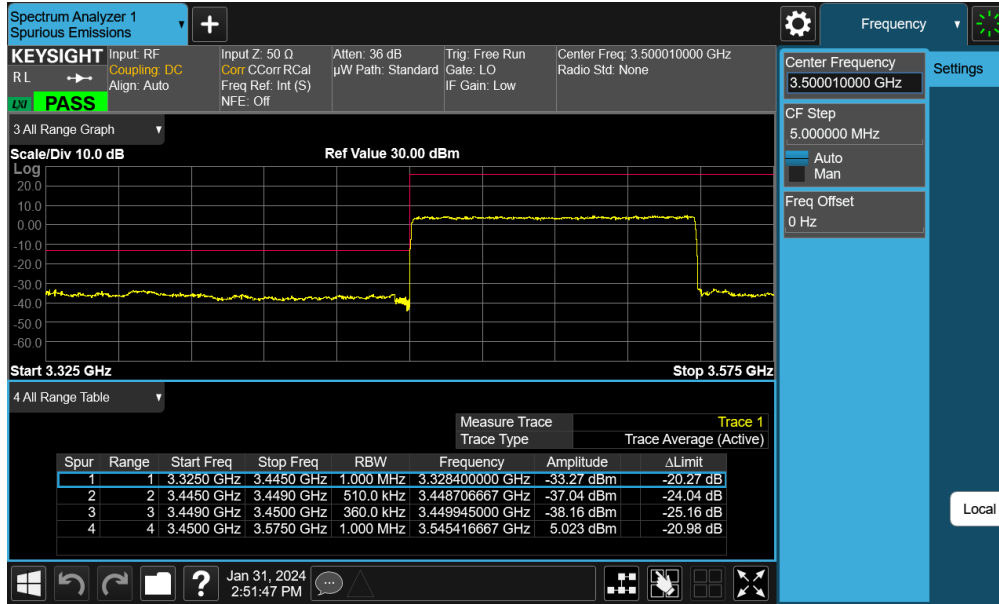 Spectrum Analyzer 1
Spurious Emissions
Frequency
KEYSIGHT
R L
LXI
PASS
Input: RF
Coupling: DC
Align: Auto
Input Z: 50 Ω
Corr CCorr RCal
Freq Ref: Int (S)
NFE: Off
Atten: 36 dB
µW Path: Standard
Trig: Free Run
Gate: LO
IF Gain: Low
Center Freq: 3.500010000 GHz
Radio Std: None
Center Frequency
3.500010000 GHz
Settings
CF Step
5.000000 MHz
Auto
Man
Freq Offset
0 Hz
Local
3 All Range Graph
Scale/Div 10.0 dB
Ref Value 30.00 dBm
Log
20.0
10.0
0.00
-10.0
-20.0
-30.0
-40.0
-50.0
-60.0
Start 3.325 GHz
Stop 3.575 GHz
4 All Range Table
Measure Trace Trace 1
Trace Type Trace Average (Active)
Spur Range Start Freq Stop Freq RBW Frequency Amplitude ΔLimit
1 1 3.3250 GHz 3.4450 GHz 1.000 MHz 3.328400000 GHz -33.27 dBm -20.27 dB
2 2 3.4450 GHz 3.4490 GHz 510.0 kHz 3.448706667 GHz -37.04 dBm -24.04 dB
3 3 3.4490 GHz 3.4500 GHz 360.0 kHz 3.449945000 GHz -38.16 dBm -25.16 dB
4 4 3.4500 GHz 3.5750 GHz 1.000 MHz 3.545416667 GHz 5.023 dBm -20.98 dB
?
Jan 31, 2024
2:51:47 PM